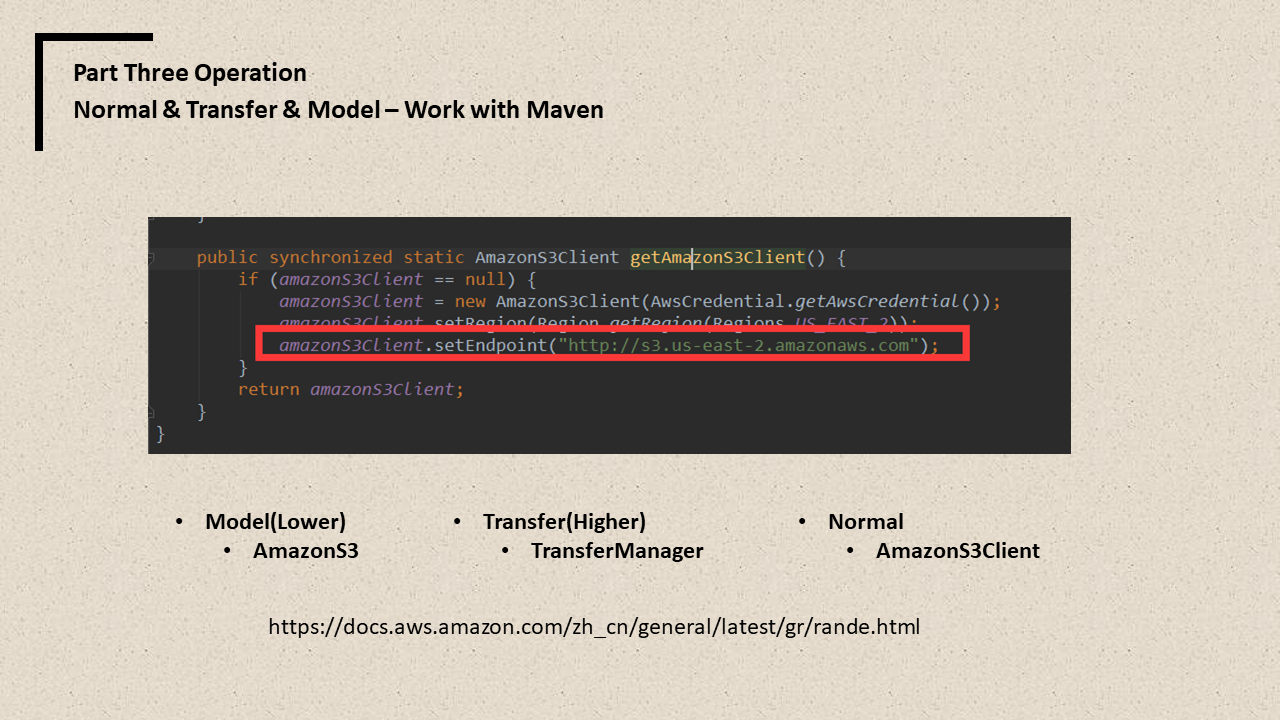 Part Three Operation
Normal & Transfer & Model – Work with Maven
}
public synchronized static AmazonS3Client getAmazonS3Client() {
if (amazonS3Client == null) {
amazonS3Client = new AmazonS3Client(AwsCredential.getAwsCredential());
amazonS3Client.setRegion(Region.getRegion(Regions.US_EAST_2));
amazonS3Client.setEndpoint("http://s3.us-east-2.amazonaws.com");
}
return amazonS3Client;
}
}
• Model(Lower)
• AmazonS3
• Transfer(Higher)
• TransferManager
• Normal
• AmazonS3Client
https://docs.aws.amazon.com/zh_cn/general/latest/gr/rande.html